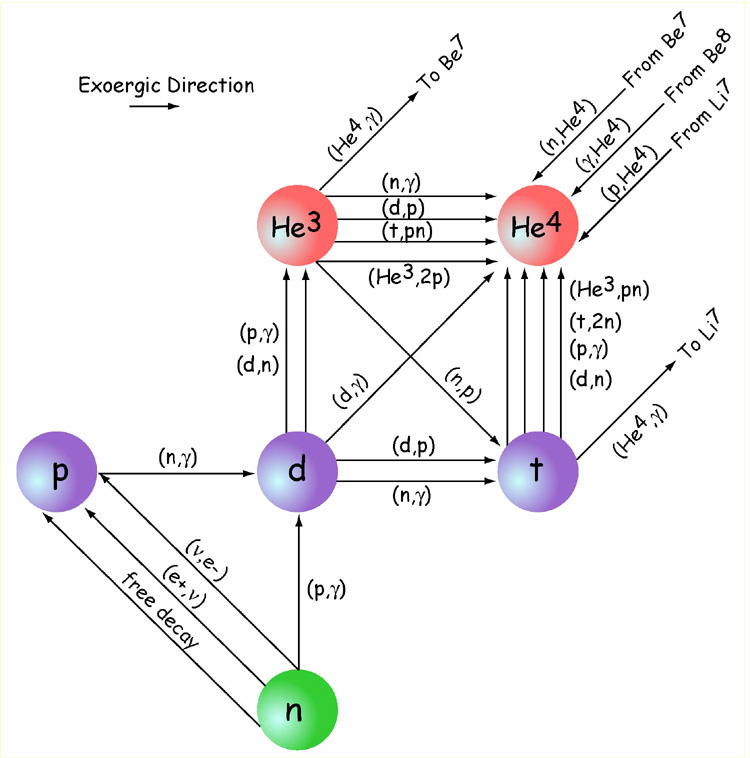 Exoergic Direction
To Be7
From Be7
From Be8
From Li7
(He4,γ)
(n,He4)
(γ,He4)
(p,He4)
(n,γ)
(d,p)
(t,pn)
He3
He4
(He3,2p)
(He3,pn)
(t,2n)
(p,γ)
(d,n)
(p,γ)
(d,n)
To Li7
(d,γ)
(n,p)
(He4,γ)
(d,p)
(n,γ)
p
(n,γ)
d
t
(n,γ)
(ν,e-)
(e+,ν)
free decay
(p,γ)
n